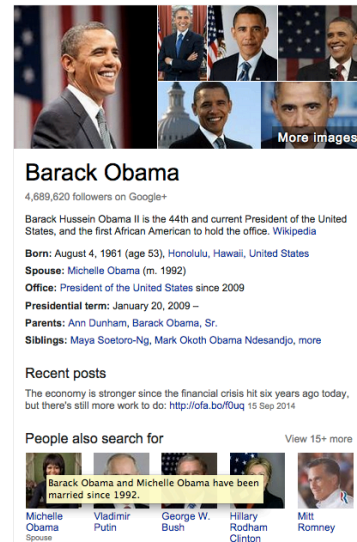 More images
Barack Obama
4,689,620 followers on Google+
Barack Hussein Obama II is the 44th and current President of the United
States, and the first African American to hold the office. Wikipedia
Born: August 4, 1961 (age 53), Honolulu, Hawaii, United States
Spouse: Michelle Obama (m. 1992)
Office: President of the United States since 2009
Presidential term: January 20, 2009 –
Parents: Ann Dunham, Barack Obama, Sr.
Siblings: Maya Soetoro-Ng, Mark Okoth Obama Ndesandjo, more
Recent posts
The economy is stronger since the financial crisis hit six years ago today,
but there's still more work to do: http://ofa.bo/f0uq 15 Sep 2014
People also search for View 15+ more
Barack Obama and Michelle Obama have been
married since 1992.
Michelle Obama
Spouse
Vladimir Putin
George W. Bush
Hillary Rodham Clinton
Mitt Romney